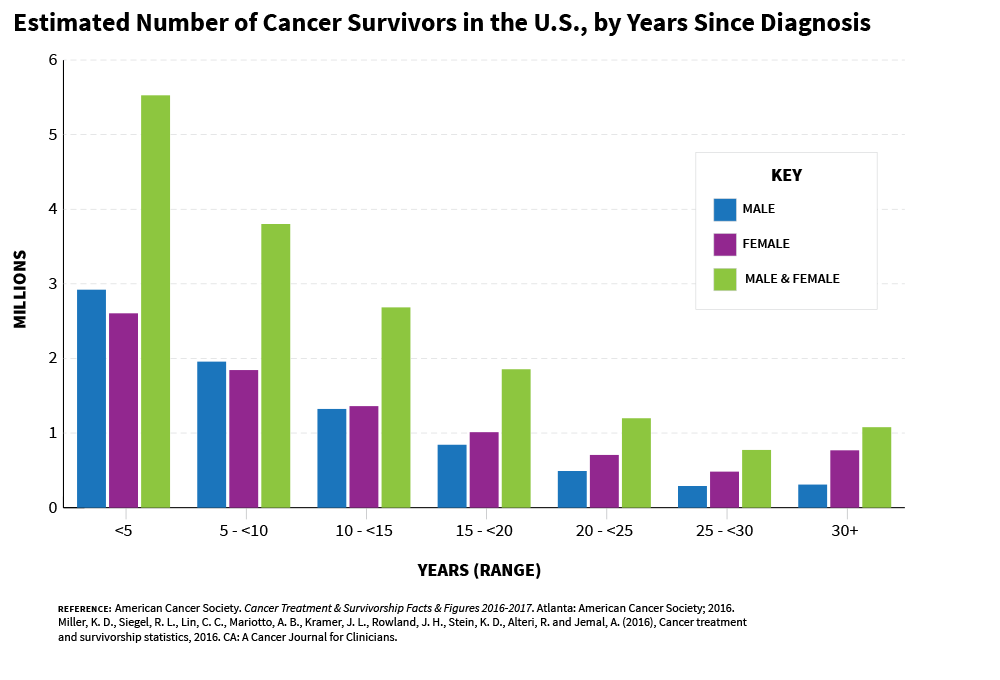 Estimated Number of Cancer Survivors in the U.S., by Years Since Diagnosis
6
5
4
3
2
1
0
MILLIONS
KEY
MALE
FEMALE
MALE & FEMALE
<5
5 - <10
10 - <15
15 - <20
20 - <25
25 - <30
30+
YEARS (RANGE)
REFERENCE: American Cancer Society. Cancer Treatment & Survivorship Facts & Figures 2016-2017. Atlanta: American Cancer Society; 2016.
Miller, K. D., Siegel, R. L., Lin, C. C., Mariotto, A. B., Kramer, J. L., Rowland, J. H., Stein, K. D., Alteri, R. and Jemal, A. (2016), Cancer treatment
and survivorship statistics, 2016. CA: A Cancer Journal for Clinicians.